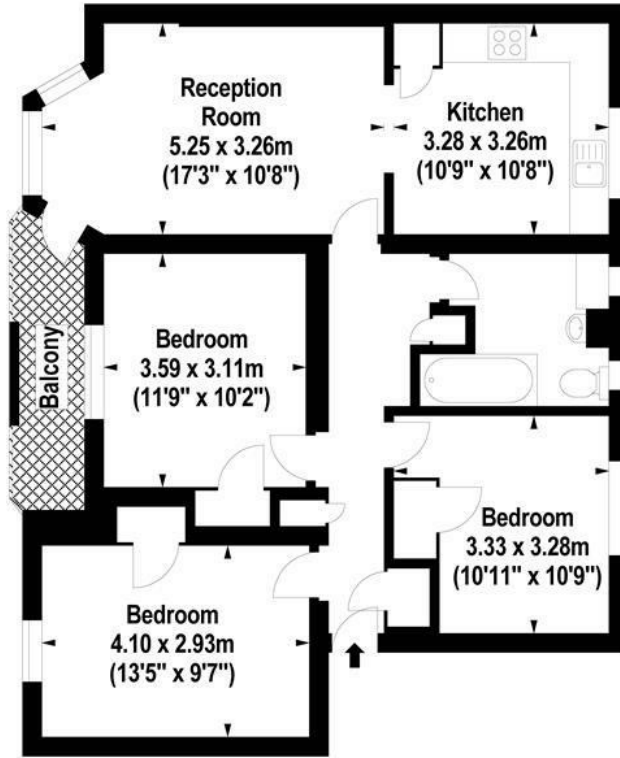 Reception
Room
5.25 x 3.26m
(17'3" x 10'8")
Kitchen
3.28 x 3.26m
(10'9" x 10'8")
Balcony
Bedroom
3.59 x 3.11m
(11'9" x 10'2")
Bedroom
3.33 x 3.28m
(10'11" x 10'9")
Bedroom
4.10 x 2.93m
(13'5" x 9'7")